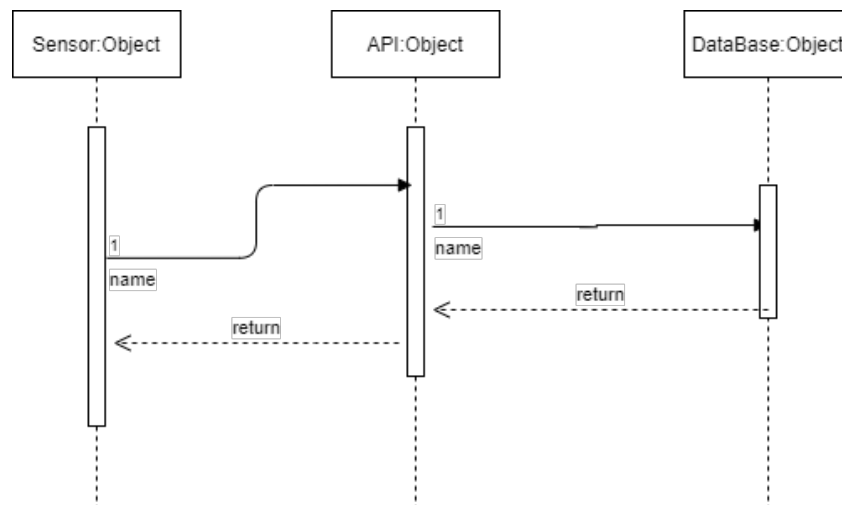 Sensor:Object
API:Object
DataBase:Object
1
name
1
name
return
return